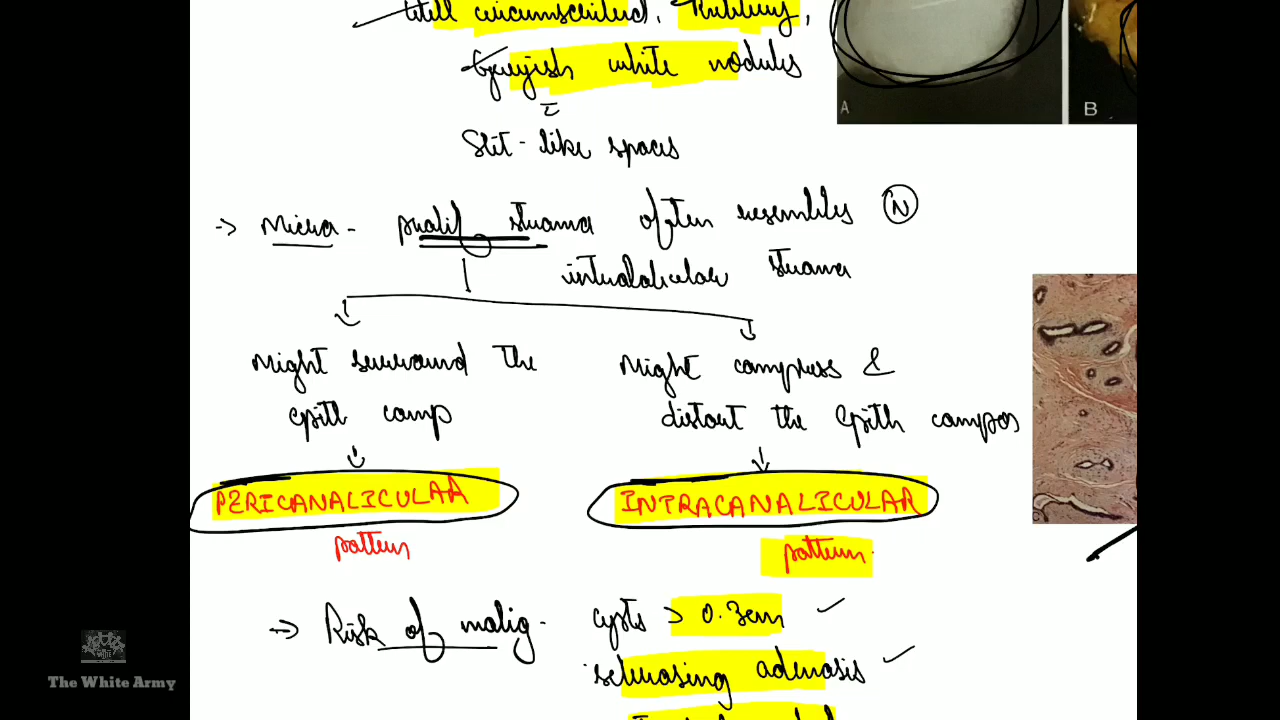 Well circumscribed, Rubbery,
Greyish white nodules
Slit-like spaces
A
B
→ Micro - prolif stroma often resembles N
intralobular stroma
Might surround the
epith comp
Might compress &
distort the Epith compos
PERICANALICULAR
pattern
INTRACANALICULAR
pattern
→ Risk of malig - cysts > 0.3cm
sclerosing adenosis
The White Army